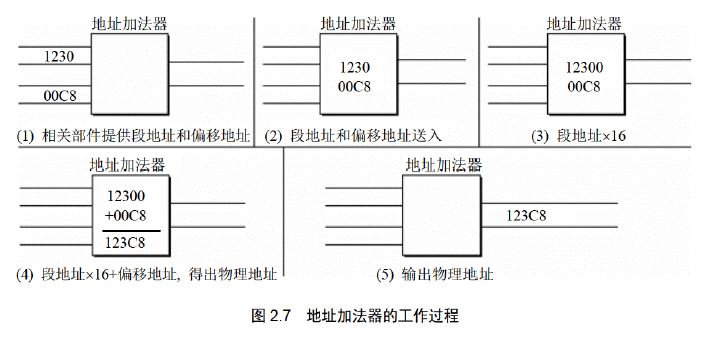 地址加法器
1230
00C8
(1) 相关部件提供段地址和偏移地址
地址加法器
1230
00C8
(2) 段地址和偏移地址送入
地址加法器
12300
00C8
(3) 段地址×16
地址加法器
12300
+00C8
123C8
(4) 段地址×16+偏移地址, 得出物理地址
地址加法器
123C8
(5) 输出物理地址
图 2.7 地址加法器的工作过程